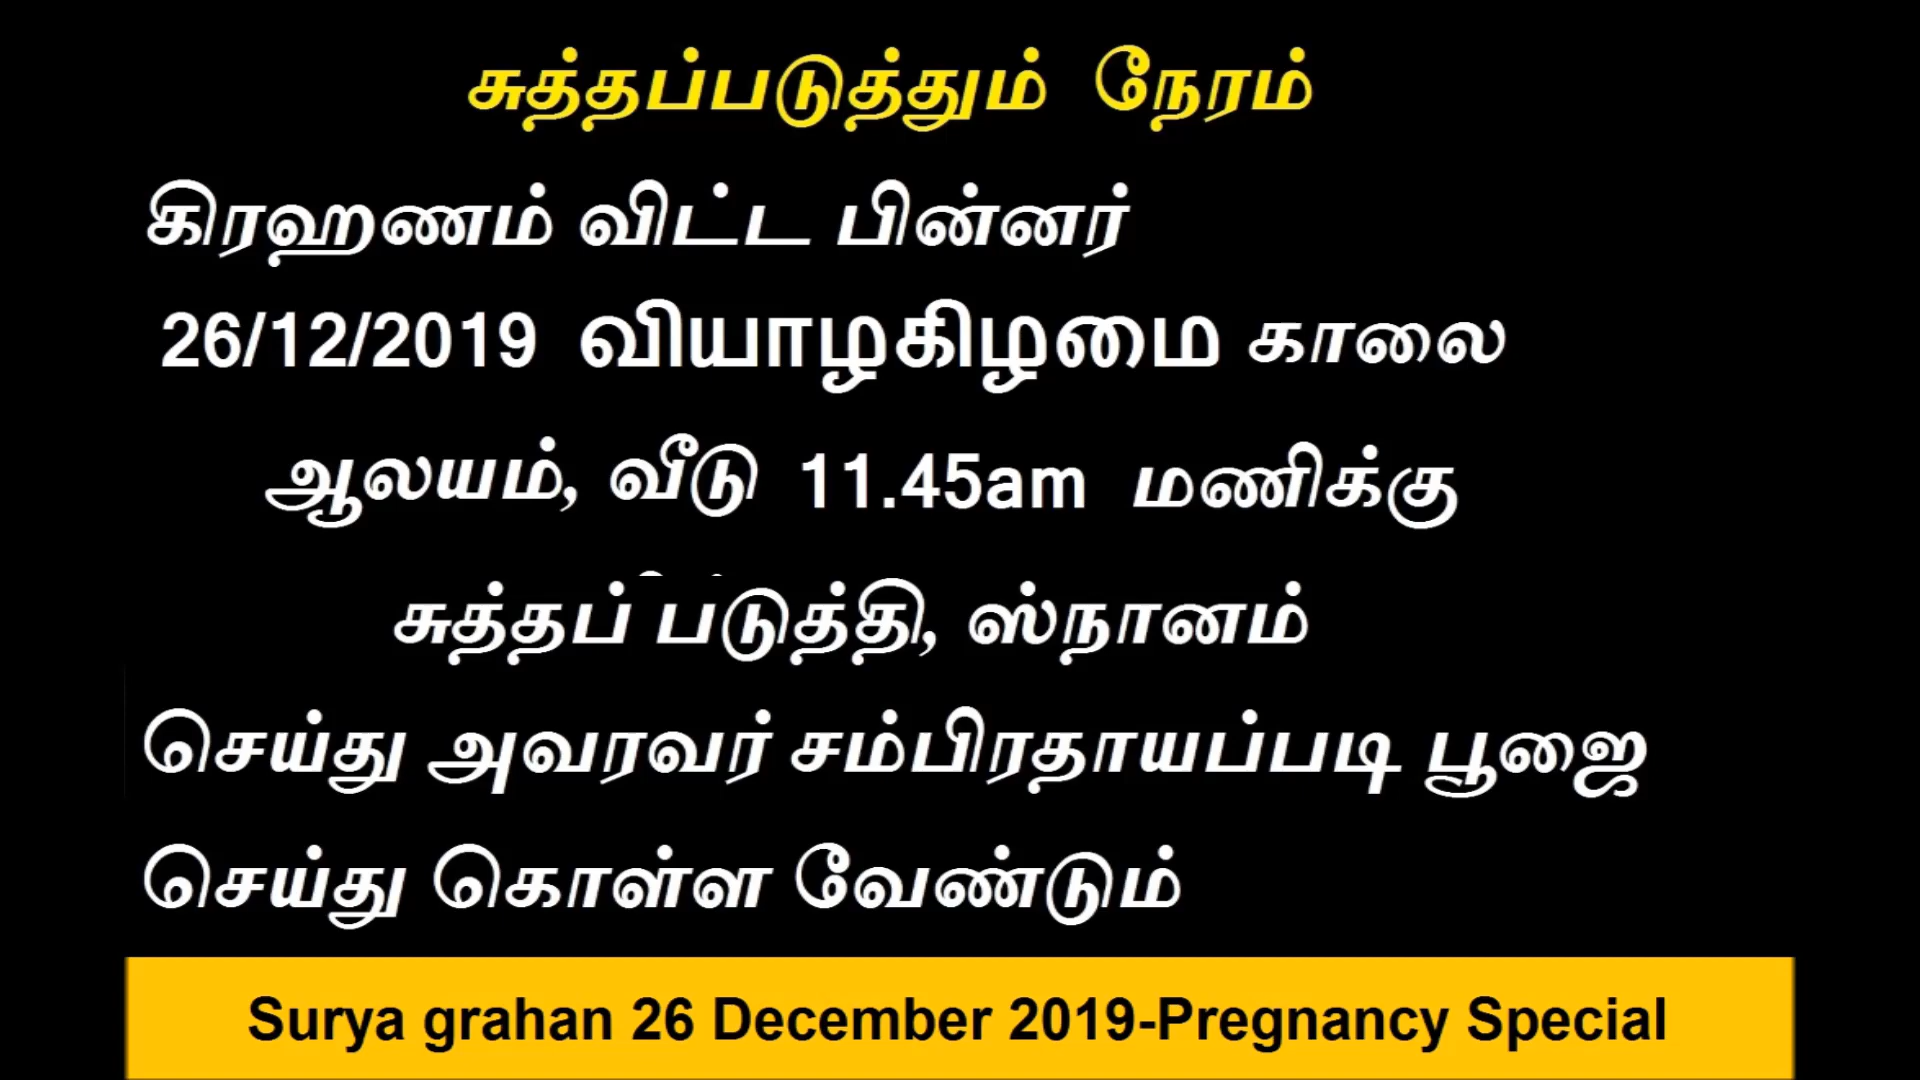 சுத்தப்படுத்தும் நேரம்
கிரஹணம் விட்ட பின்னர்
26/12/2019 வியாழகிழமை காலை
ஆலயம், வீடு 11.45am மணிக்கு
சுத்தப் படுத்தி, ஸ்நானம்
செய்து அவரவர் சம்பிரதாயப்படி பூஜை
செய்து கொள்ள வேண்டும்
Surya grahan 26 December 2019-Pregnancy Special